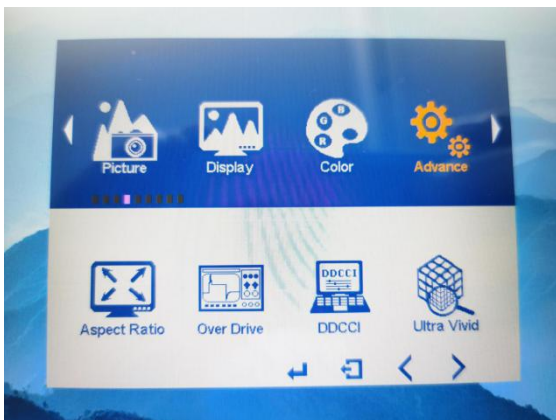 Picture
Display
B
G
R
Color
Advance
Aspect Ratio
Over Drive
DDCCI
DDCCI
Ultra Vivid